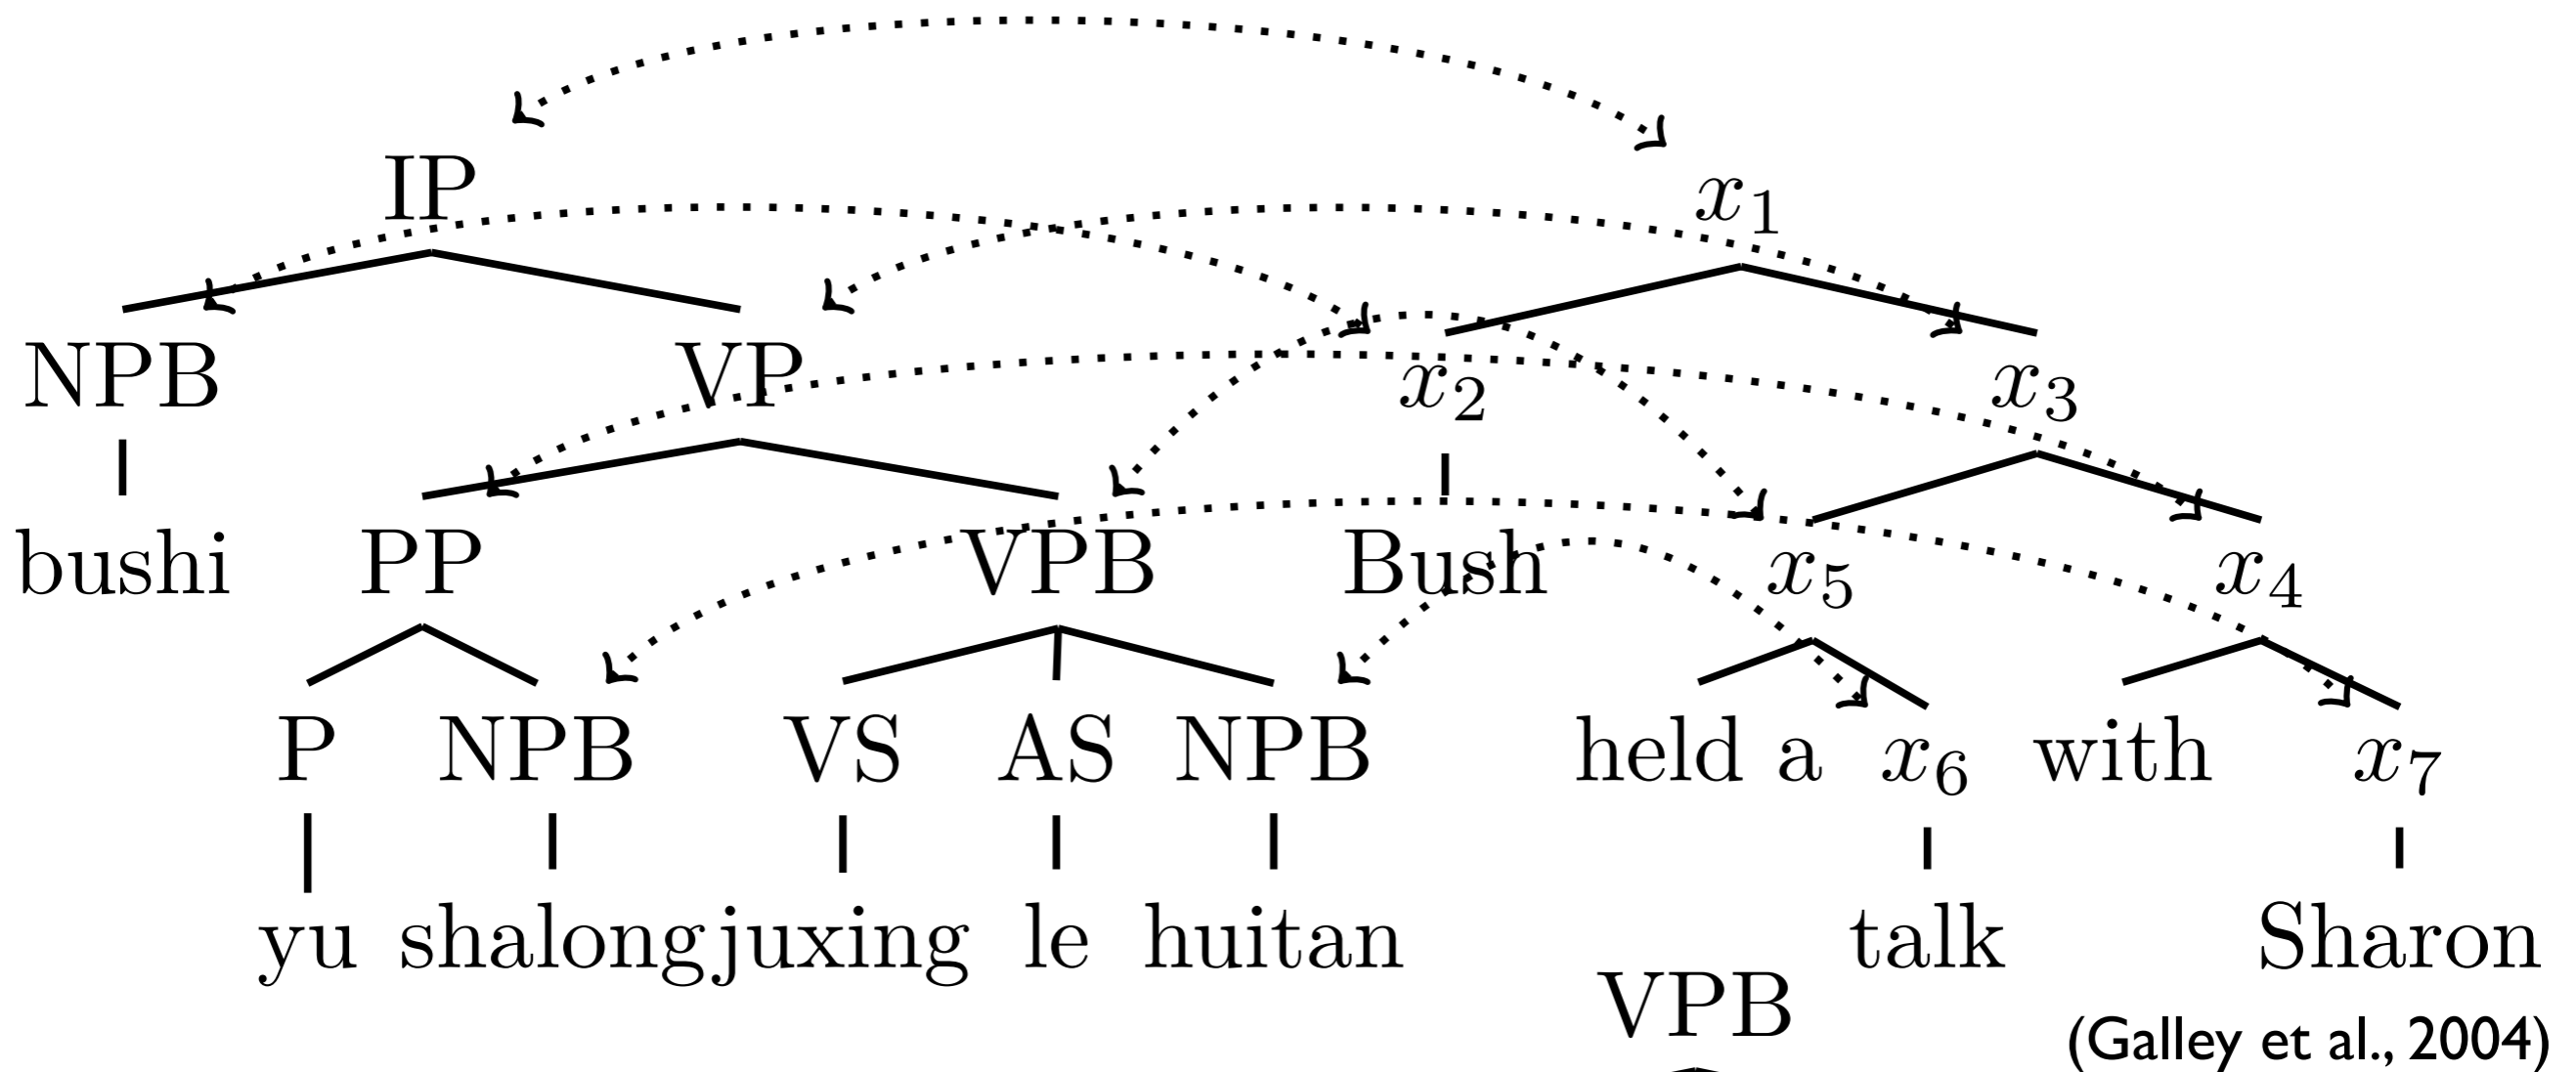 IP x1
NPB VP x2 x3
bushi PP VPB Bush x5 x4
P NPB VS AS NPB held a x6 with x7
yu shalong juxing le huitan talk Sharon
VPB
(Galley et al., 2004)